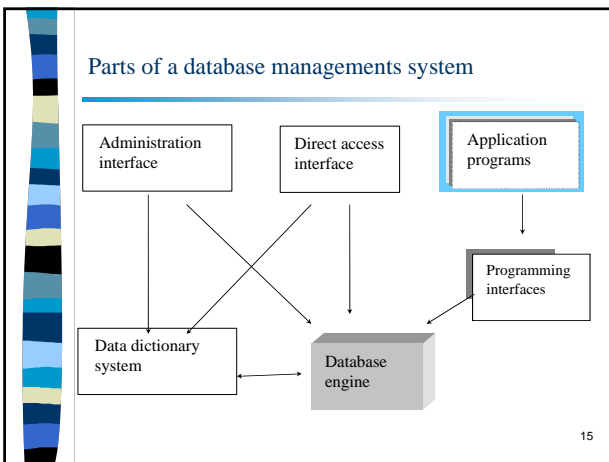 Parts of a database managements system
Administration
interface
Direct access
interface
Application
programs
Programming
interfaces
Data dictionary
system
Database
engine
15